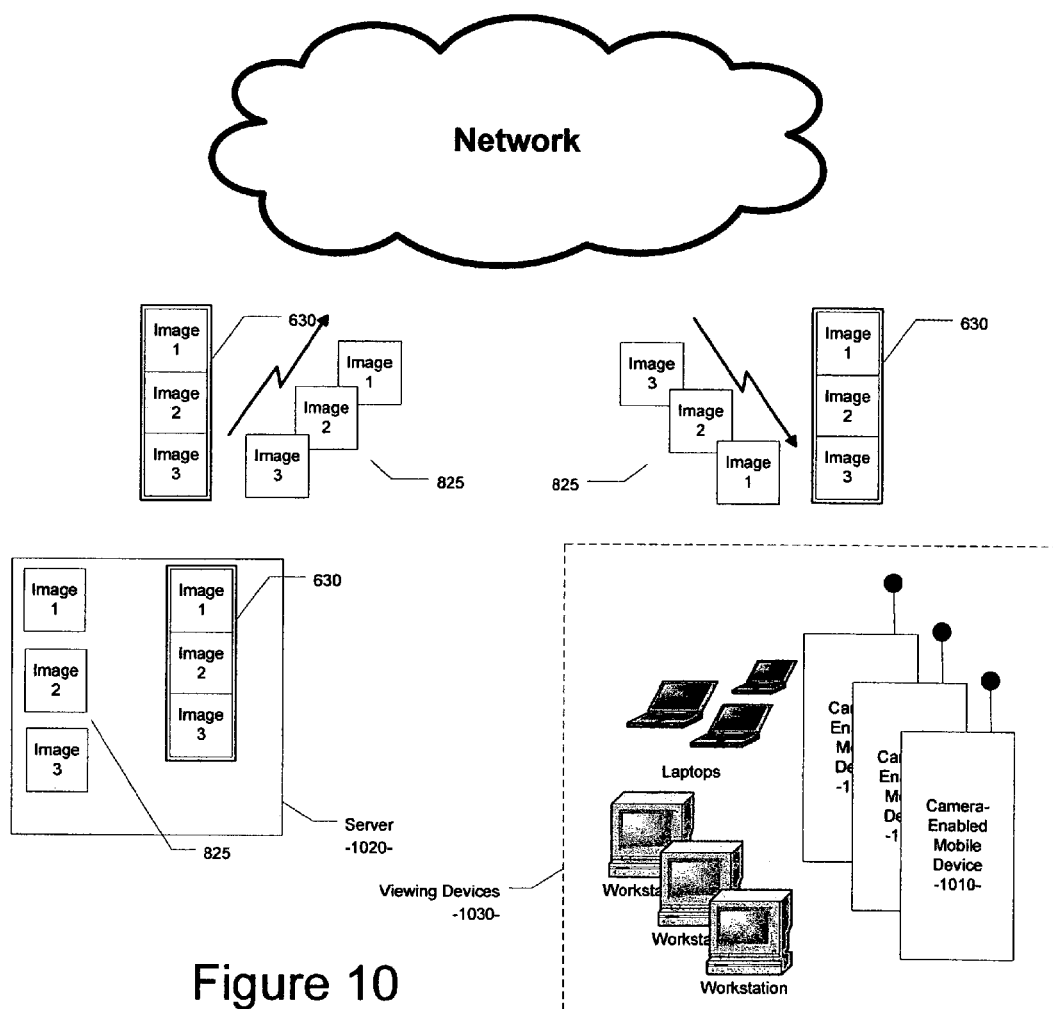 Network
Image
1
Image
2
Image
3
630
Image
1
Image
2
Image
3
825
Image
3
Image
2
Image
1
825
Image
1
Image
2
Image
3
630
Image
1
Image
2
Image
3
825
Image
1
Image
2
Image
3
630
Server
-1020-
Viewing Devices
-1030-
Laptops
Workstation
Camera-
Enabled
Mobile
Device
-1010-
Figure 10